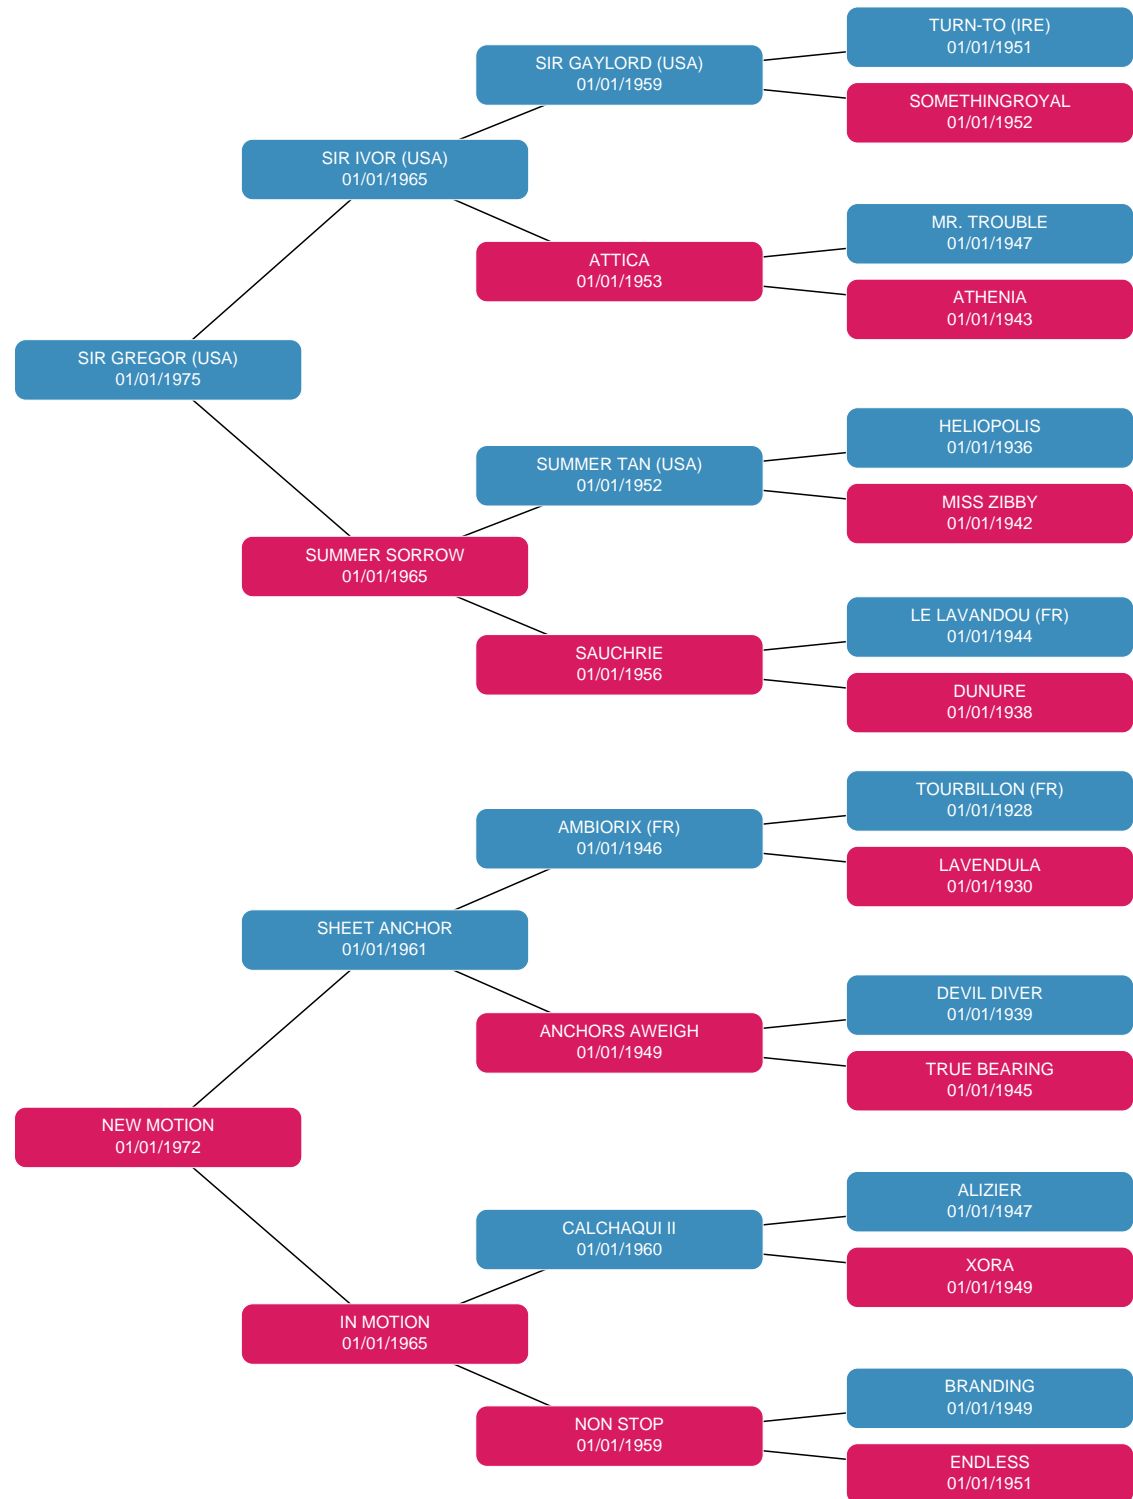 TURN-TO (IRE)
01/01/1951
SIR GAYLORD (USA)
01/01/1959
SOMETHINGROYAL
01/01/1952
SIR IVOR (USA)
01/01/1965
MR. TROUBLE
01/01/1947
ATTICA
01/01/1953
ATHENIA
01/01/1943
SIR GREGOR (USA)
01/01/1975
HELIOPOLIS
01/01/1936
SUMMER TAN (USA)
01/01/1952
MISS ZIBBY
01/01/1942
SUMMER SORROW
01/01/1965
LE LAVANDOU (FR)
01/01/1944
SAUCHRIE
01/01/1956
DUNURE
01/01/1938
TOURBILLON (FR)
01/01/1928
AMBIORIX (FR)
01/01/1946
LAVENDULA
01/01/1930
SHEET ANCHOR
01/01/1961
DEVIL DIVER
01/01/1939
ANCHORS AWEIGH
01/01/1949
TRUE BEARING
01/01/1945
NEW MOTION
01/01/1972
ALIZIER
01/01/1947
CALCHAQUI II
01/01/1960
XORA
01/01/1949
IN MOTION
01/01/1965
BRANDING
01/01/1949
NON STOP
01/01/1959
ENDLESS
01/01/1951